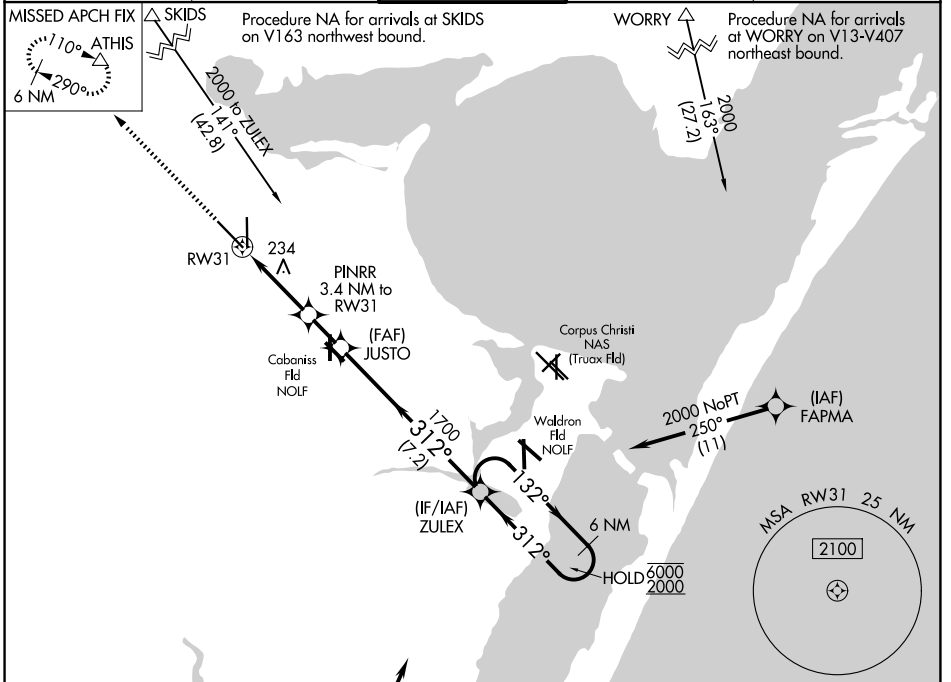 MISSED APCH FIX
110°
ATHIS
290°
6 NM
SKIDS
Procedure NA for arrivals at SKIDS
on V163 northwest bound.
WORRY
Procedure NA for arrivals
at WORRY on V13-V407
northeast bound.
2000 to ZULEX
141°
(42.8)
2000
163°
(27.2)
RW31
234
PINRR
3.4 NM to
RW31
(FAF)
JUSTO
Cabaniss
Fld
NOLF
Corpus Christi
NAS
(Truax Fld)
Waldron
Fld
NOLF
2000 NoPT
250°
(11)
(IAF)
FAPMA
1700
312°
(7.2)
(IF/IAF)
ZULEX
132°
312°
6 NM
HOLD 6000
2000
MSA RW31 25 NM
2100